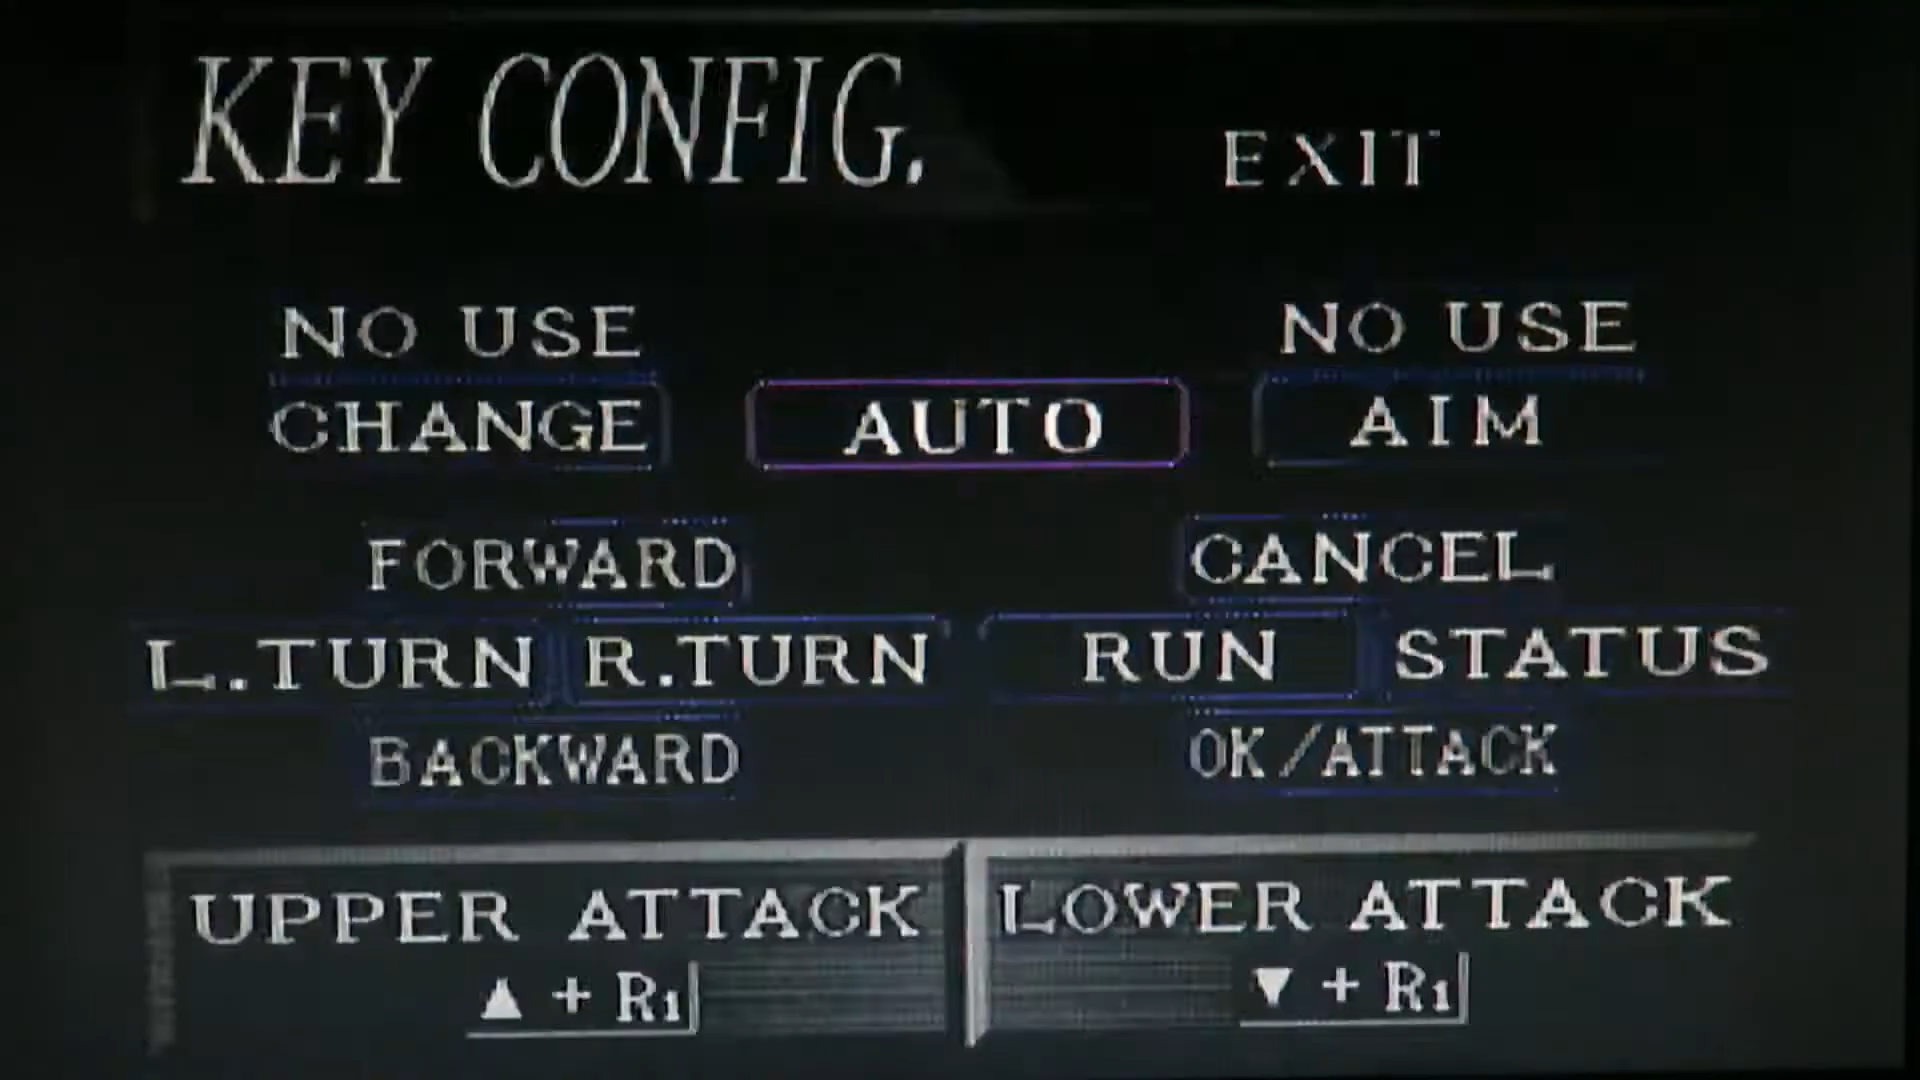 KEY CONFIG.
EXIT
NO USE
NO USE
CHANGE
AUTO
AIM
FORWARD
CANCEL
L.TURN
R.TURN
RUN
STATUS
BACKWARD
OK/ATTACK
UPPER ATTACK
LOWER ATTACK
▲ + R1
▼ + R1